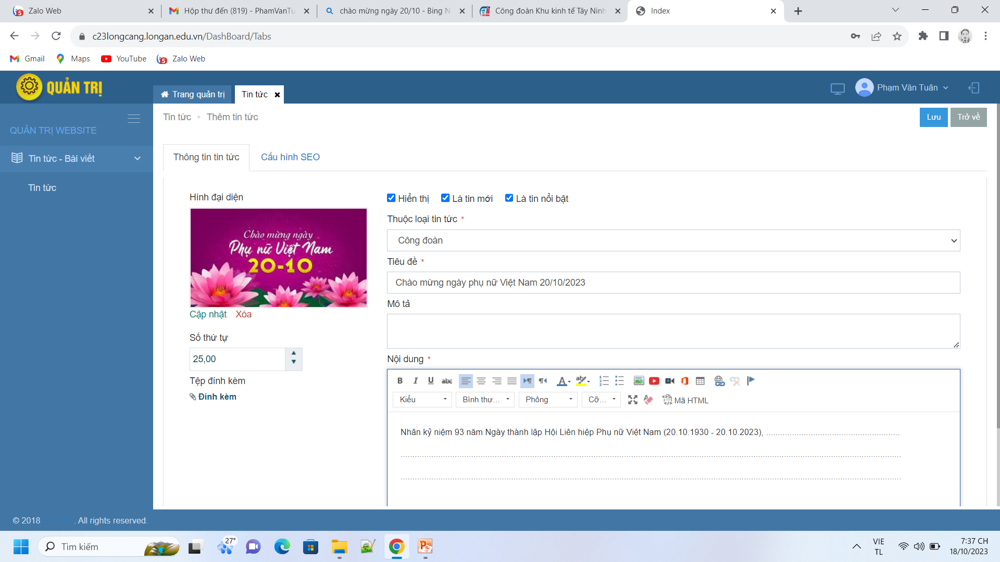 Zalo Web
Hộp thư đến (819) - PhamVanTu
chào mừng ngày 20/10 - Bing N
Công đoàn Khu kinh tế Tây Ninh
Index
c23longcang.longan.edu.vn/DashBoard/Tabs
Gmail
Maps
YouTube
Zalo Web
QUẢN TRỊ
Trang quản trị
Tin tức
Phạm Văn Tuân
QUẢN TRỊ WEBSITE
Tin tức - Bài viết
Tin tức
Tin tức • Thêm tin tức
Lưu
Trở về
Thông tin tin tức
Cấu hình SEO
Hình đại diện
Chào mừng ngày
Phụ nữ Việt Nam
20-10
Cập nhật Xóa
Số thứ tự
25,00
Tệp đính kèm
Đính kèm
Hiển thị
Là tin mới
Là tin nổi bật
Thuộc loại tin tức *
Công đoàn
Tiêu đề *
Chào mừng ngày phụ nữ Việt Nam 20/10/2023
Mô tả
Nội dung *
B I U abc
Kiểu
Bình thư...
Phông
Cỡ...
Mã HTML
Nhân kỷ niệm 93 năm Ngày thành lập Hội Liên hiệp Phụ nữ Việt Nam (20.10.1930 - 20.10.2023), .........................................................
© 2018 . All rights reserved.
Tìm kiếm
27°
VIE
TL
7:37 CH
18/10/2023